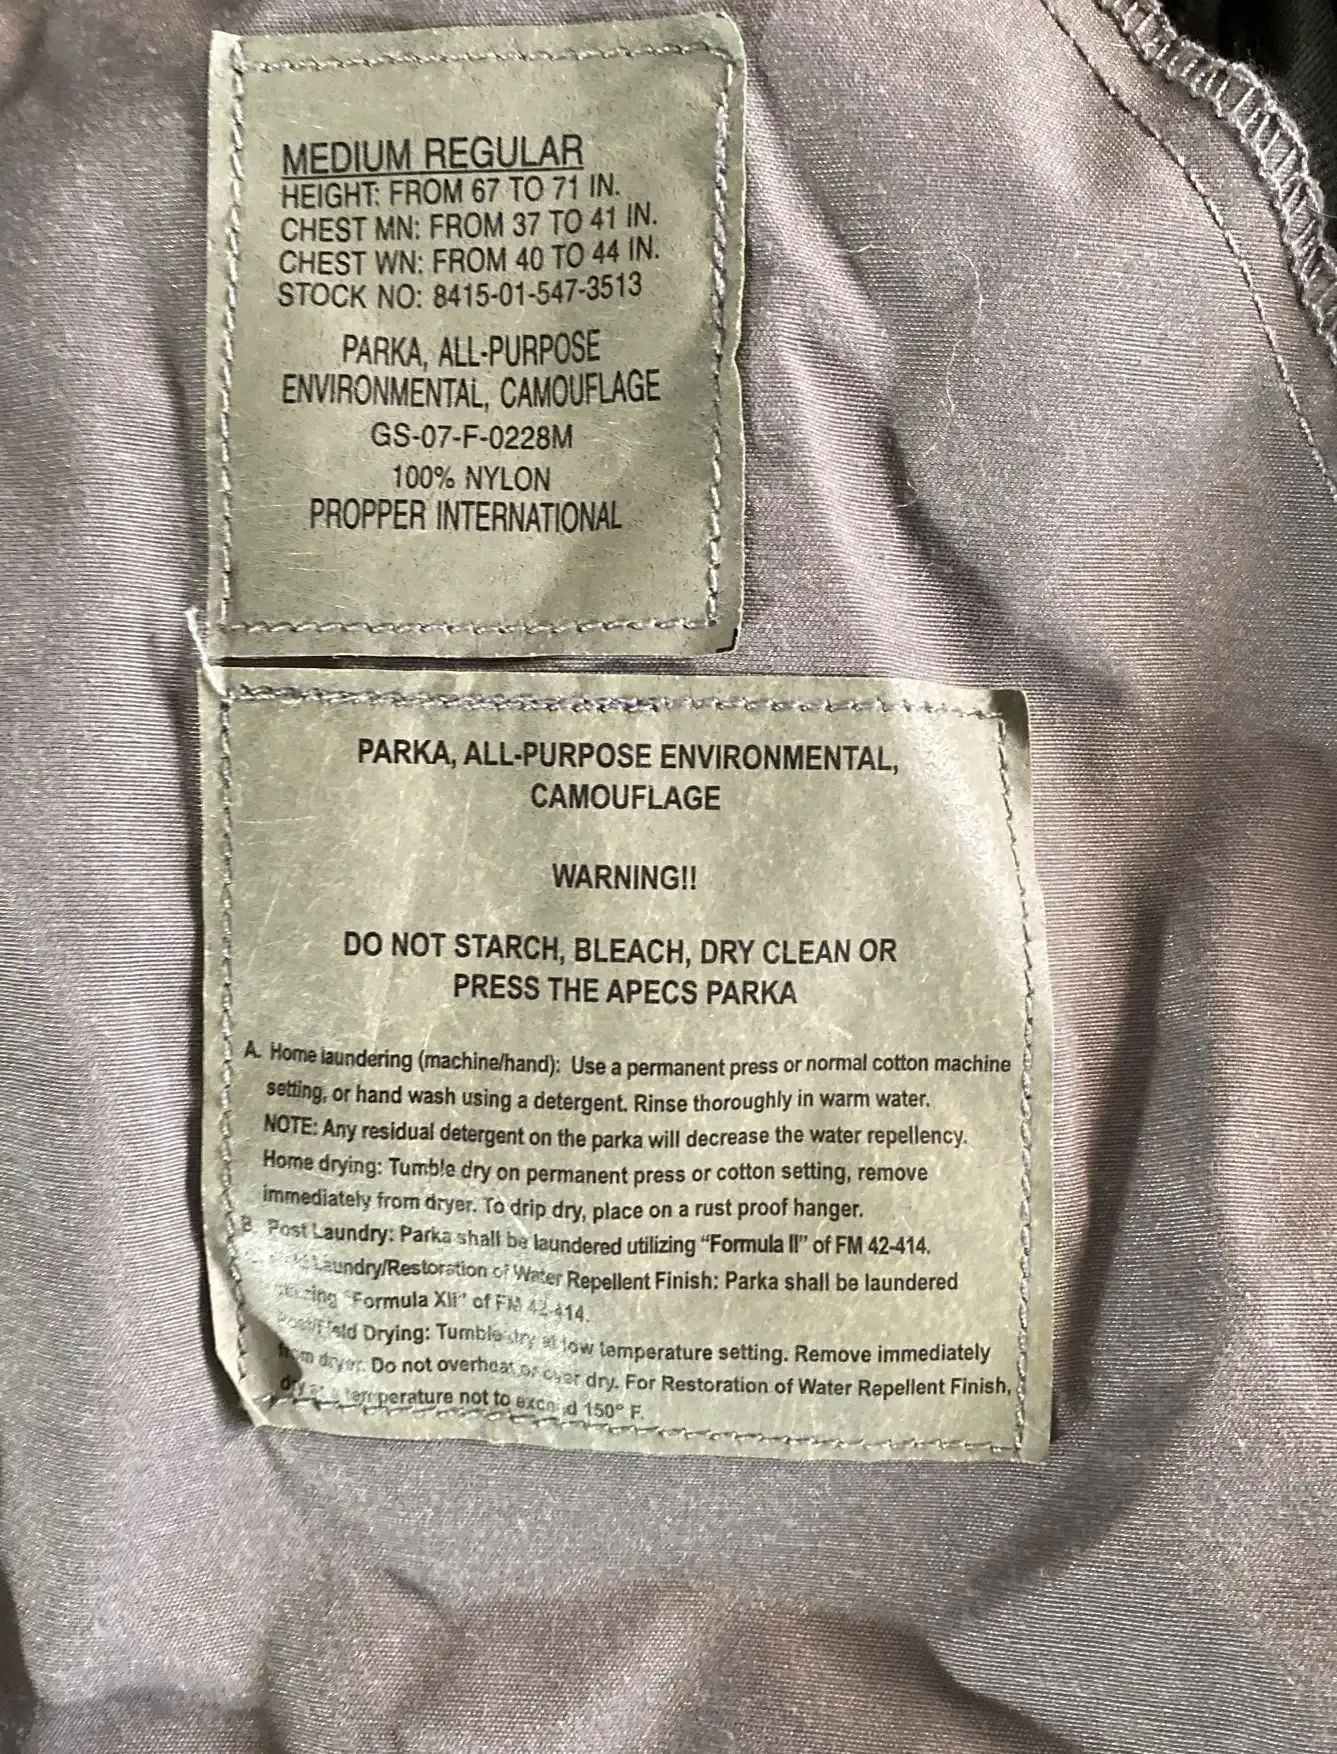 MEDIUM REGULAR
HEIGHT: FROM 67 TO 71 IN.
CHEST MN: FROM 37 TO 41 IN.
CHEST WN: FROM 40 TO 44 IN.
STOCK NO: 8415-01-547-3513
PARKA, ALL-PURPOSE
ENVIRONMENTAL, CAMOUFLAGE
GS-07-F-0228M
100% NYLON
PROPPER INTERNATIONAL
PARKA, ALL-PURPOSE ENVIRONMENTAL,
CAMOUFLAGE
WARNING!!
DO NOT STARCH, BLEACH, DRY CLEAN OR
PRESS THE APECS PARKA
A. Home laundering (machine/hand): Use a permanent press or normal cotton machine
setting, or hand wash using a detergent. Rinse thoroughly in warm water.
NOTE: Any residual detergent on the parka will decrease the water repellency.
Home drying: Tumble dry on permanent press or cotton setting, remove
immediately from dryer. To drip dry, place on a rust proof hanger.
B. Post Laundry: Parka shall be laundered utilizing “Formula II” of FM 42-414.
Laundry/Restoration of Water Repellent Finish: Parka shall be laundered
"Formula XII" of FM 42-414.
Post/Field Drying: Tumble dry at low temperature setting. Remove immediately
from dryer. Do not overheat or over dry. For Restoration of Water Repellent Finish,
temperature not to exceed 150° F.